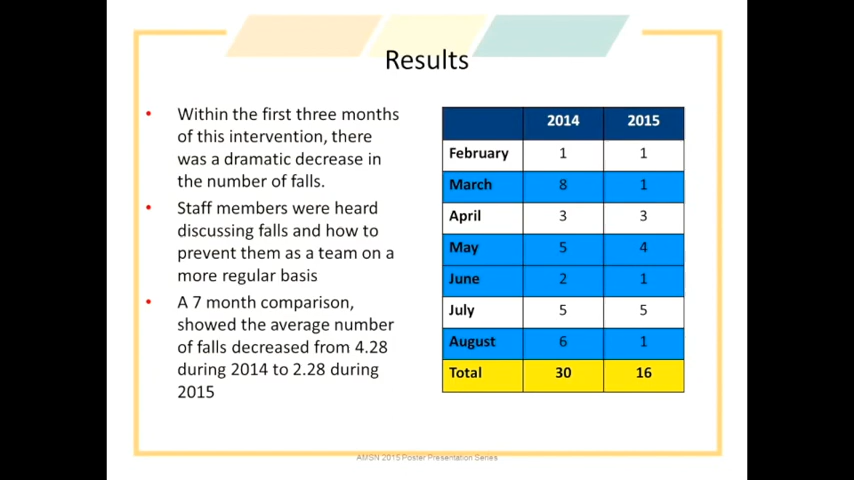 Results
Within the first three months
of this intervention, there
was a dramatic decrease in
the number of falls.
Staff members were heard
discussing falls and how to
prevent them as a team on a
more regular basis
A 7 month comparison,
showed the average number
of falls decreased from 4.28
during 2014 to 2.28 during
2015
2014 2015
February 1 1
March 8 1
April 3 3
May 5 4
June 2 1
July 5 5
August 6 1
Total 30 16
AMSN 2015 Poster Presentation Series